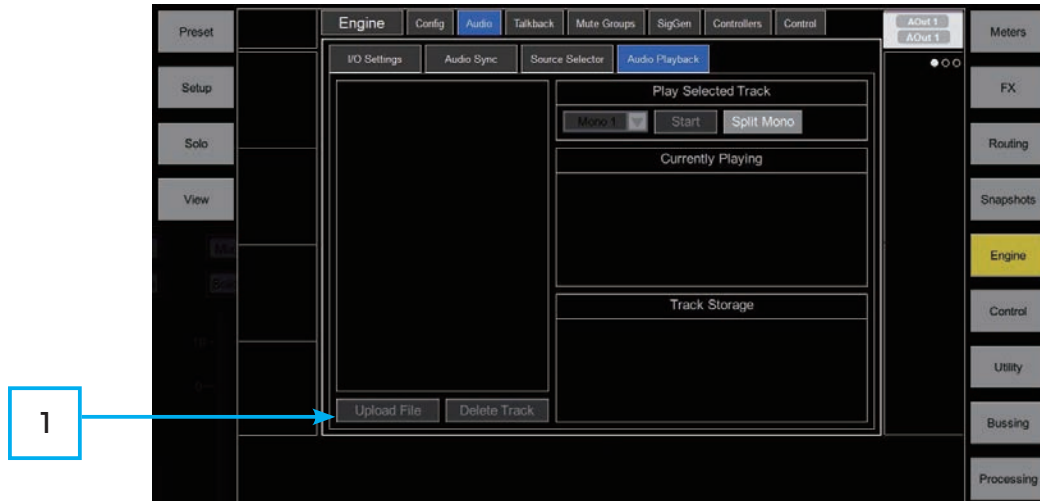 Preset
Setup
Solo
View
Engine
Config
Audio
Talkback
Mute Groups
SigGen
Controllers
Control
I/O Settings
Audio Sync
Source Selector
Audio Playback
Play Selected Track
Mono 1
Start
Split Mono
Currently Playing
Track Storage
Upload File
Delete Track
AOut 1
AOut 1
Meters
FX
Routing
Snapshots
Engine
Control
Utility
Bussing
Processing
1